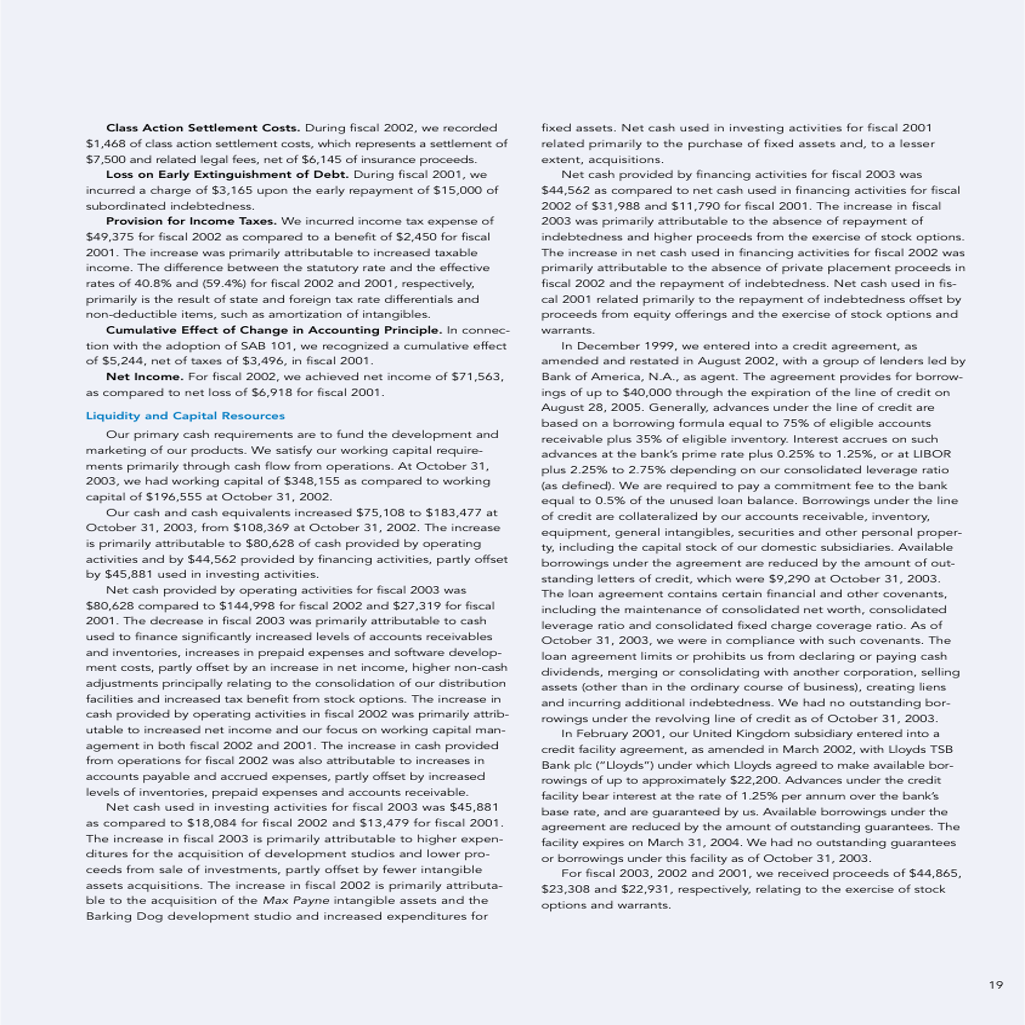 Class Action Settlement Costs. During fiscal 2002, we recorded
$1,468 of class action settlement costs, which represents a settlement of
$7,500 and related legal fees, net of $6,145 of insurance proceeds.
Loss on Early Extinguishment of Debt. During fiscal 2001, we
incurred a charge of $3,165 upon the early repayment of $15,000 of
subordinated indebtedness.
Provision for Income Taxes. We incurred income tax expense of
$49,375 for fiscal 2002 as compared to a benefit of $2,450 for fiscal
2001. The increase was primarily attributable to increased taxable
income. The difference between the statutory rate and the effective
rates of 40.8% and (59.4%) for fiscal 2002 and 2001, respectively,
primarily is the result of state and foreign tax rate differentials and
non-deductible items, such as amortization of intangibles.
Cumulative Effect of Change in Accounting Principle. In connec-
tion with the adoption of SAB 101, we recognized a cumulative effect
of $5,244, net of taxes of $3,496, in fiscal 2001.
Net Income. For fiscal 2002, we achieved net income of $71,563,
as compared to net loss of $6,918 for fiscal 2001.
Liquidity and Capital Resources
Our primary cash requirements are to fund the development and
marketing of our products. We satisfy our working capital require-
ments primarily through cash flow from operations. At October 31,
2003, we had working capital of $348,155 as compared to working
capital of $196,555 at October 31, 2002.
Our cash and cash equivalents increased $75,108 to $183,477 at
October 31, 2003, from $108,369 at October 31, 2002. The increase
is primarily attributable to $80,628 of cash provided by operating
activities and by $44,562 provided by financing activities, partly offset
by $45,881 used in investing activities.
Net cash provided by operating activities for fiscal 2003 was
$80,628 compared to $144,998 for fiscal 2002 and $27,319 for fiscal
2001. The decrease in fiscal 2003 was primarily attributable to cash
used to finance significantly increased levels of accounts receivables
and inventories, increases in prepaid expenses and software develop-
ment costs, partly offset by an increase in net income, higher non-cash
adjustments principally relating to the consolidation of our distribution
facilities and increased tax benefit from stock options. The increase in
cash provided by operating activities in fiscal 2002 was primarily attrib-
utable to increased net income and our focus on working capital man-
agement in both fiscal 2002 and 2001. The increase in cash provided
from operations for fiscal 2002 was also attributable to increases in
accounts payable and accrued expenses, partly offset by increased
levels of inventories, prepaid expenses and accounts receivable.
Net cash used in investing activities for fiscal 2003 was $45,881
as compared to $18,084 for fiscal 2002 and $13,479 for fiscal 2001.
The increase in fiscal 2003 is primarily attributable to higher expen-
ditures for the acquisition of development studios and lower pro-
ceeds from sale of investments, partly offset by fewer intangible
assets acquisitions. The increase in fiscal 2002 is primarily attributa-
ble to the acquisition of the Max Payne intangible assets and the
Barking Dog development studio and increased expenditures for
fixed assets. Net cash used in investing activities for fiscal 2001
related primarily to the purchase of fixed assets and, to a lesser
extent, acquisitions.
Net cash provided by financing activities for fiscal 2003 was
$44,562 as compared to net cash used in financing activities for fiscal
2002 of $31,988 and $11,790 for fiscal 2001. The increase in fiscal
2003 was primarily attributable to the absence of repayment of
indebtedness and higher proceeds from the exercise of stock options.
The increase in net cash used in financing activities for fiscal 2002 was
primarily attributable to the absence of private placement proceeds in
fiscal 2002 and the repayment of indebtedness. Net cash used in fis-
cal 2001 related primarily to the repayment of indebtedness offset by
proceeds from equity offerings and the exercise of stock options and
warrants.
In December 1999, we entered into a credit agreement, as
amended and restated in August 2002, with a group of lenders led by
Bank of America, N.A., as agent. The agreement provides for borrow-
ings of up to $40,000 through the expiration of the line of credit on
August 28, 2005. Generally, advances under the line of credit are
based on a borrowing formula equal to 75% of eligible accounts
receivable plus 35% of eligible inventory. Interest accrues on such
advances at the bank's prime rate plus 0.25% to 1.25%, or at LIBOR
plus 2.25% to 2.75% depending on our consolidated leverage ratio
(as defined). We are required to pay a commitment fee to the bank
equal to 0.5% of the unused loan balance. Borrowings under the line
of credit are collateralized by our accounts receivable, inventory,
equipment, general intangibles, securities and other personal proper-
ty, including the capital stock of our domestic subsidiaries. Available
borrowings under the agreement are reduced by the amount of out-
standing letters of credit, which were $9,290 at October 31, 2003.
The loan agreement contains certain financial and other covenants,
including the maintenance of consolidated net worth, consolidated
leverage ratio and consolidated fixed charge coverage ratio. As of
October 31, 2003, we were in compliance with such covenants. The
loan agreement limits or prohibits us from declaring or paying cash
dividends, merging or consolidating with another corporation, selling
assets (other than in the ordinary course of business), creating liens
and incurring additional indebtedness. We had no outstanding bor-
rowings under the revolving line of credit as of October 31, 2003.
In February 2001, our United Kingdom subsidiary entered into a
credit facility agreement, as amended in March 2002, with Lloyds TSB
Bank plc (“Lloyds”) under which Lloyds agreed to make available bor-
rowings of up to approximately $22,200. Advances under the credit
facility bear interest at the rate of 1.25% per annum over the bank's
base rate, and are guaranteed by us. Available borrowings under the
agreement are reduced by the amount of outstanding guarantees. The
facility expires on March 31, 2004. We had no outstanding guarantees
or borrowings under this facility as of October 31, 2003.
For fiscal 2003, 2002 and 2001, we received proceeds of $44,865,
$23,308 and $22,931, respectively, relating to the exercise of stock
options and warrants.
19